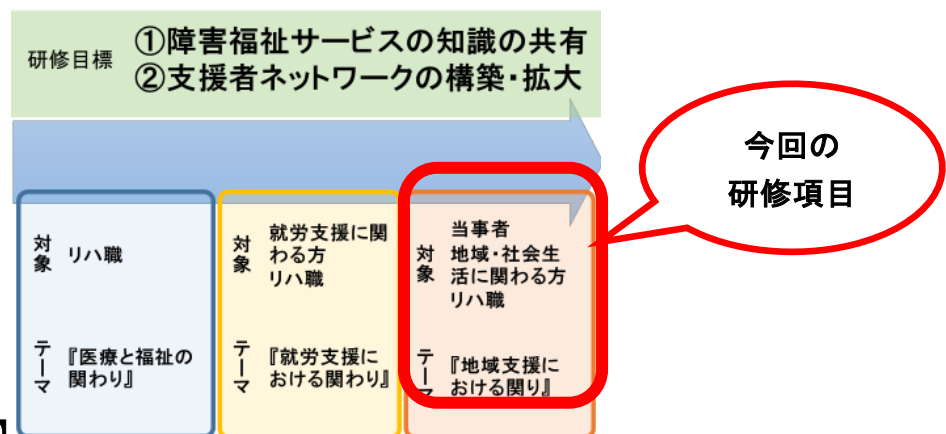 研修目標
①障害福祉サービスの知識の共有
②支援者ネットワークの構築・拡大
今回の
研修項目
対象
リハ職
テーマ
『医療と福祉の
関わり』
対象
就労支援に関
わる方
リハ職
テーマ
『就労支援に
おける関わり』
対象
当事者
地域・社会生
活に関わる方
リハ職
テーマ
『地域支援に
おける関り』
】